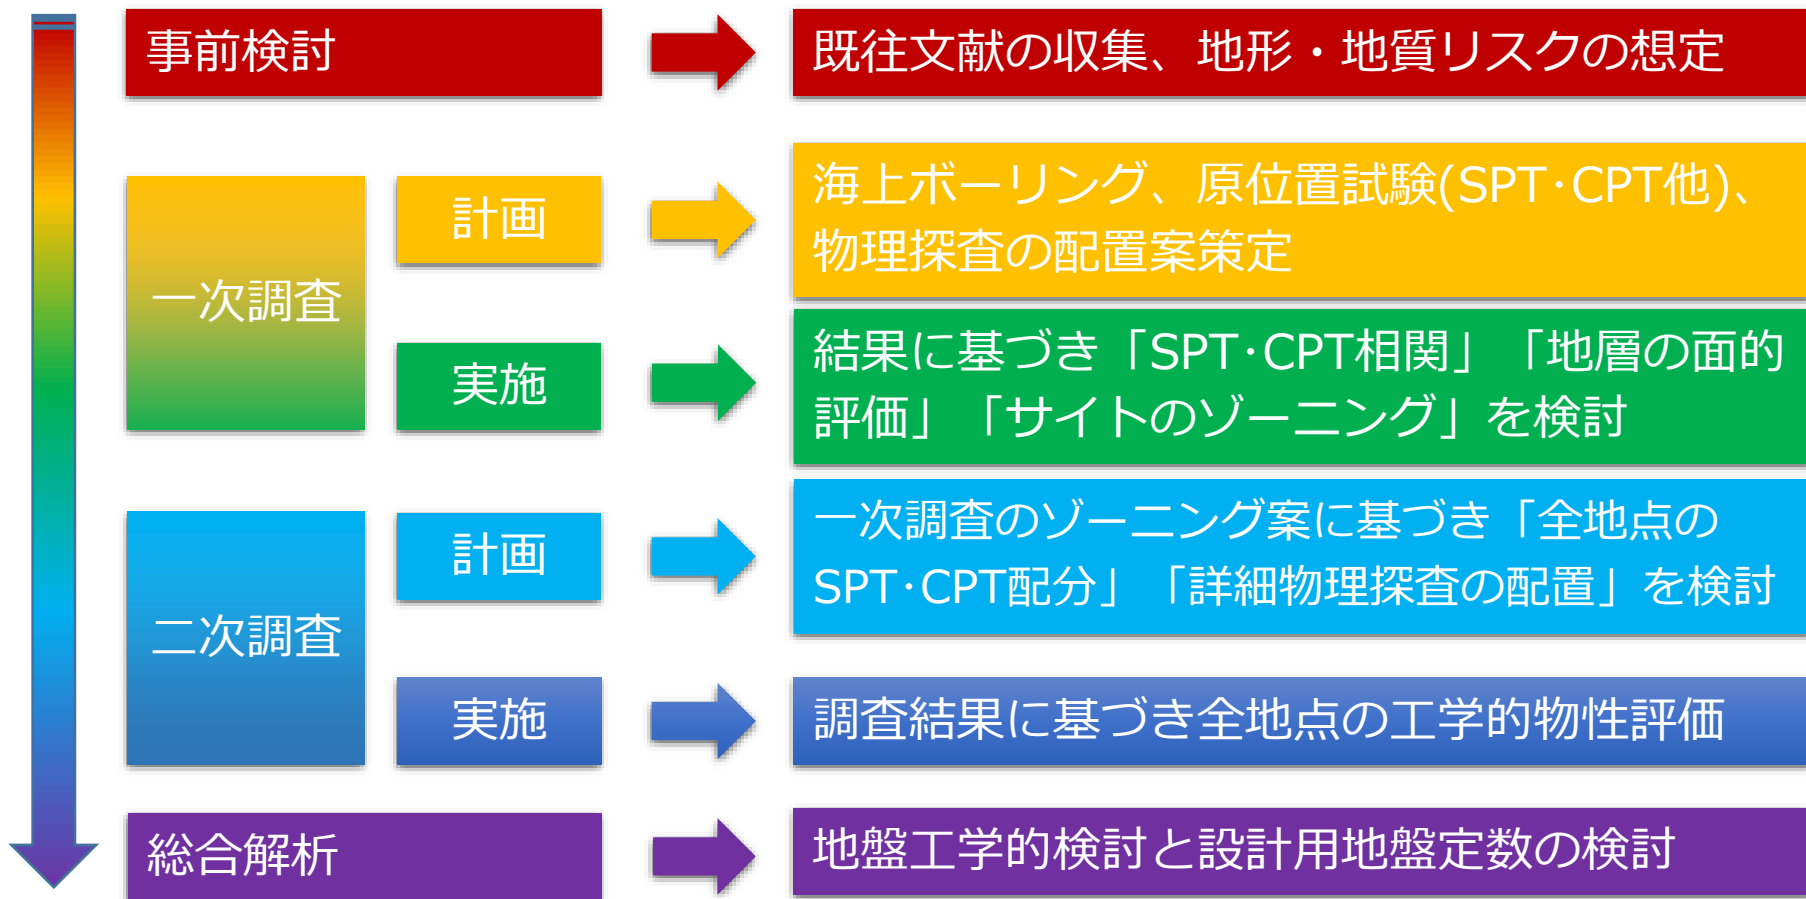 事前検討
既往文献の収集、地形・地質リスクの想定
一次調査
計画
海上ボーリング、原位置試験(SPT･CPT他)、
物理探査の配置案策定
実施
結果に基づき「SPT･CPT相関」「地層の面的
評価」「サイトのゾーニング」を検討
二次調査
計画
一次調査のゾーニング案に基づき「全地点の
SPT･CPT配分」「詳細物理探査の配置」を検討
実施
調査結果に基づき全地点の工学的物性評価
総合解析
地盤工学的検討と設計用地盤定数の検討